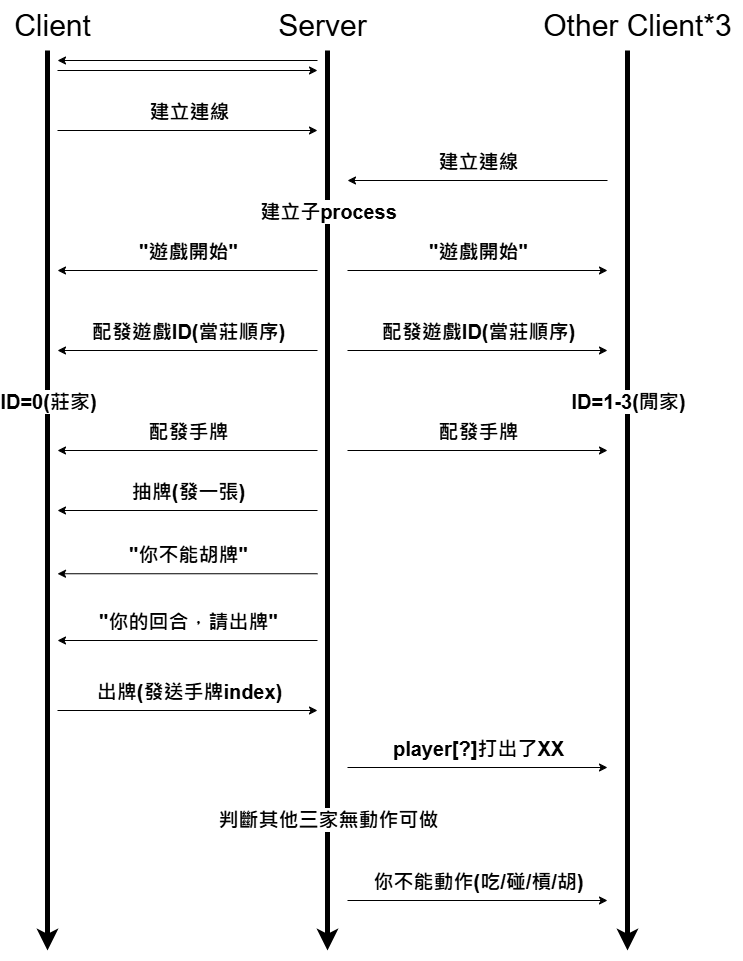 Client
Server
Other Client*3
建立連線
建立連線
建立子process
"遊戲開始"
"遊戲開始"
配發遊戲ID(當莊順序)
配發遊戲ID(當莊順序)
ID=0(莊家)
ID=1-3(閒家)
配發手牌
配發手牌
抽牌(發一張)
"你不能胡牌"
"你的回合，請出牌"
出牌(發送手牌index)
player[?]打出了XX
判斷其他三家無動作可做
你不能動作(吃/碰/槓/胡)